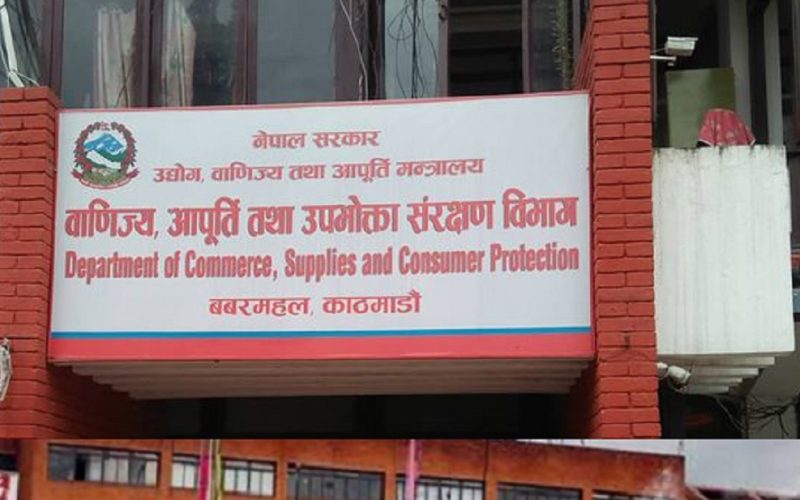 नेपाल सरकार
उद्योग, वाणिज्य तथा आपूर्ति मन्त्रालय
वाणिज्य, आपूर्ति तथा उपभोक्ता संरक्षण विभाग
Department of Commerce, Supplies and Consumer Protection
बबरमहल, काठमाडौं